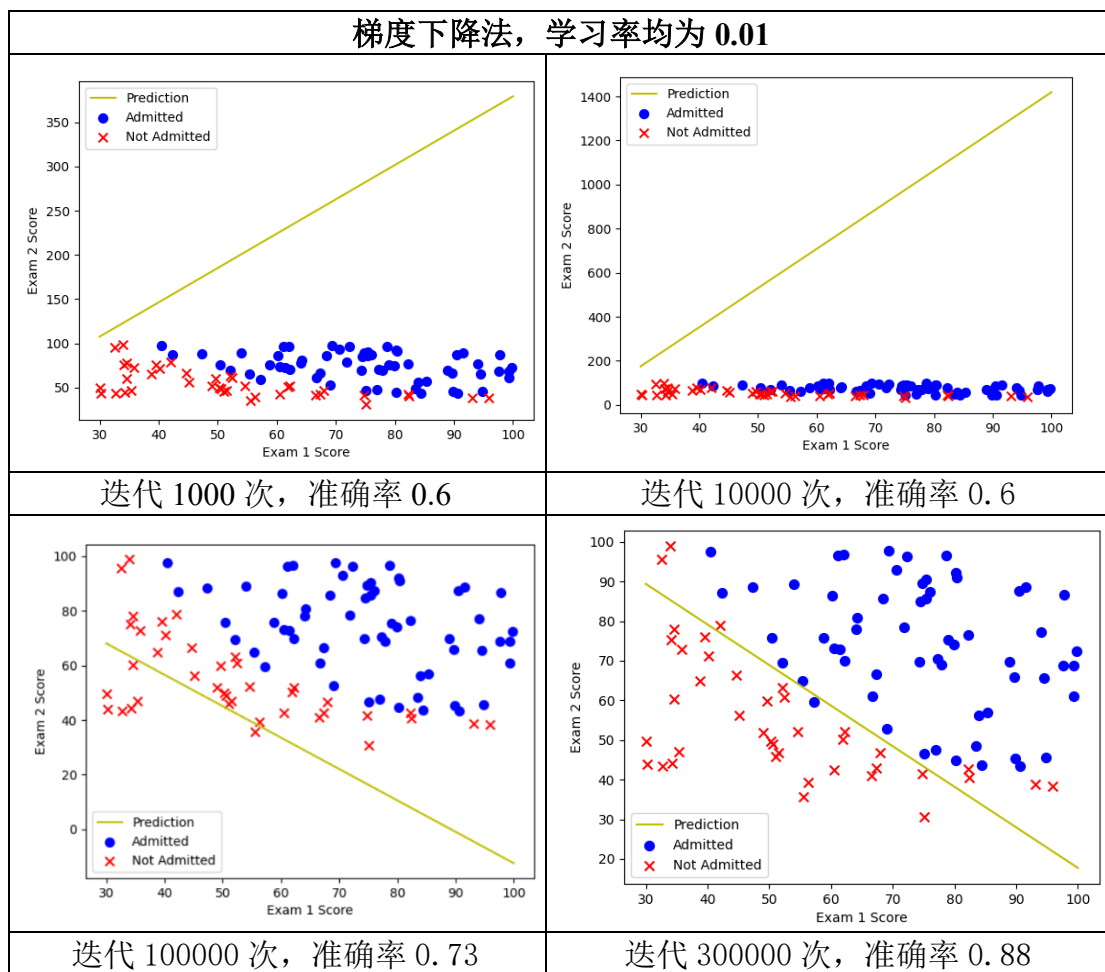 梯度下降法，学习率均为 0.01
Prediction
Admitted
Not Admitted
350
300
250
200
150
100
50
Exam 2 Score
30 40 50 60 70 80 90 100
Exam 1 Score
迭代 1000 次，准确率 0.6
Prediction
Admitted
Not Admitted
1400
1200
1000
800
600
400
200
0
Exam 2 Score
30 40 50 60 70 80 90 100
Exam 1 Score
迭代 10000 次，准确率 0.6
100
80
60
40
20
0
Exam 2 Score
Prediction
Admitted
Not Admitted
30 40 50 60 70 80 90 100
Exam 1 Score
迭代 100000 次，准确率 0.73
100
90
80
70
60
50
40
30
20
Exam 2 Score
Prediction
Admitted
Not Admitted
30 40 50 60 70 80 90 100
Exam 1 Score
迭代 300000 次，准确率 0.88